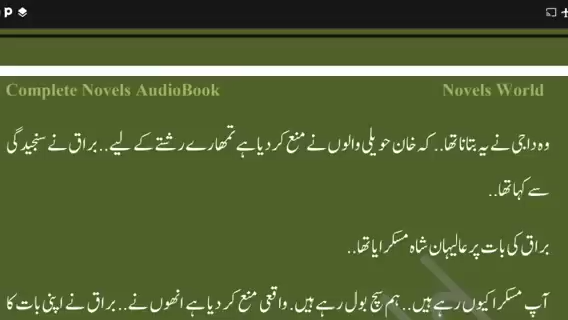 Complete Novels AudioBook Novels World
وہ داجی نے یہ بتانا تھا.. کہ خان حویلی والوں نے منع کر دیا ہے تمھارے رشتے کے لیے.. براق نے سنجیدگی
سے کہا تھا..
براق کی بات پر عالیہان شاہ مسکرایا تھا..
آپ مسکرا کیوں رہے ہیں.. ہم سچ بول رہے ہیں. واقعی منع کر دیا ہے انھوں نے.. براق نے اپنی بات کا